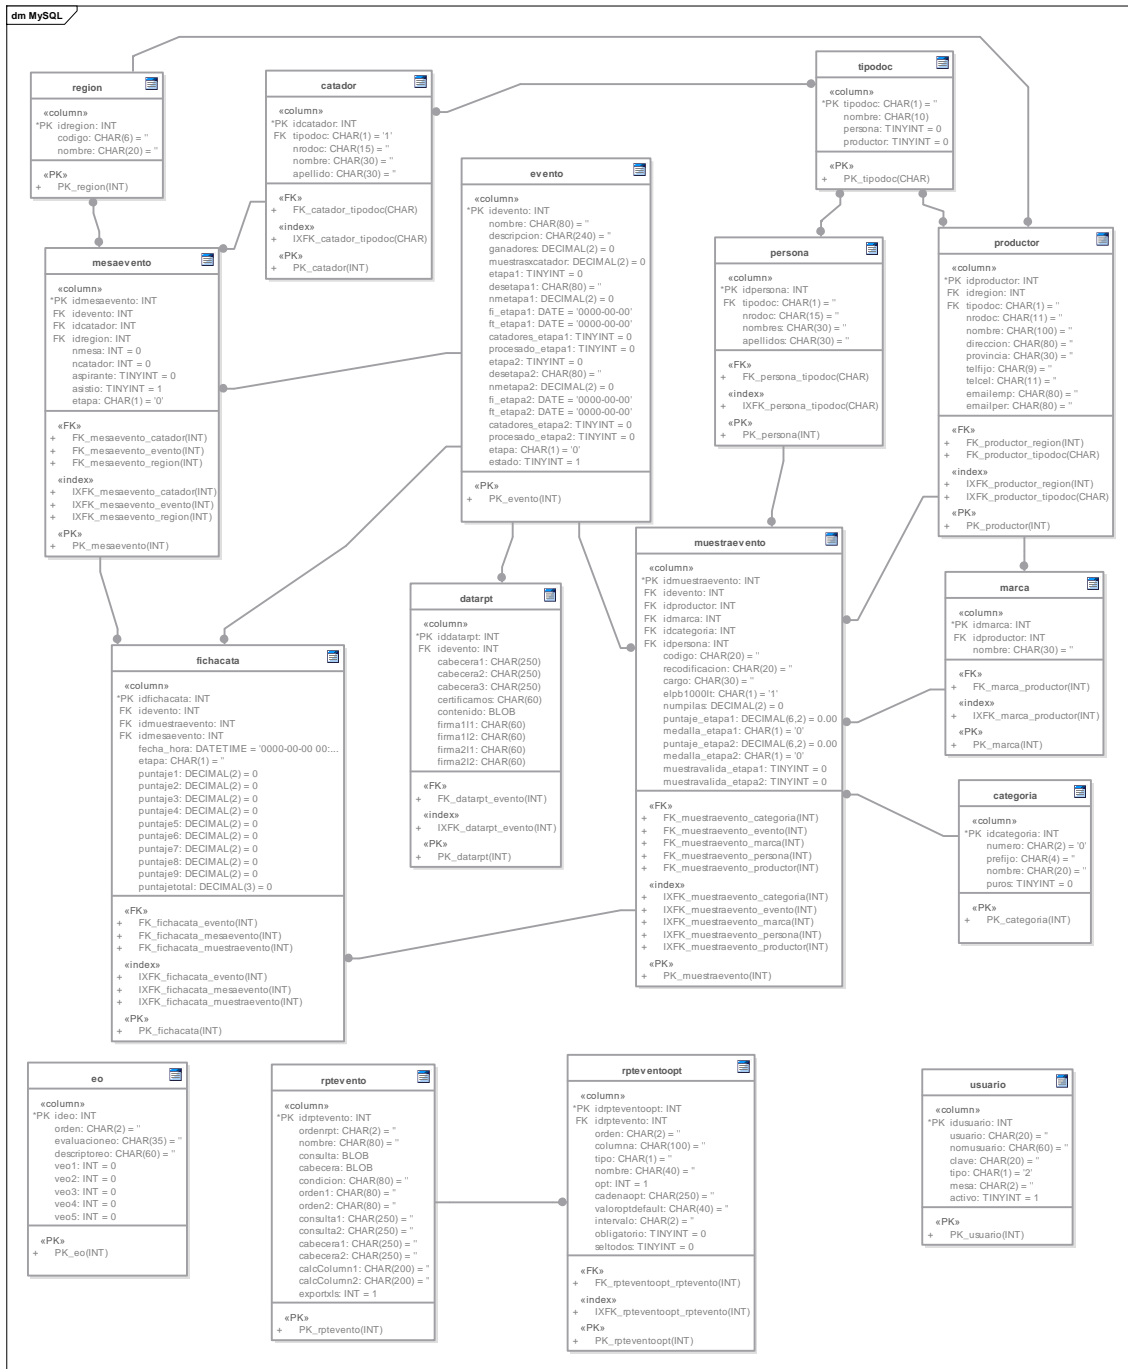 dm MySQL
region
«column»
*PK idregion: INT
codigo: CHAR(6) = ''
nombre: CHAR(20) = ''
«PK»
+ PK_region(INT)
catador
«column»
*PK idcatador: INT
FK tipodoc: CHAR(1) = '1'
nrodoc: CHAR(15) = ''
nombre: CHAR(30) = ''
apellido: CHAR(30) = ''
«FK»
+ FK_catador_tipodoc(CHAR)
«index»
+ IXFK_catador_tipodoc(CHAR)
«PK»
+ PK_catador(INT)
tipodoc
«column»
*PK tipodoc: CHAR(1) = ''
nombre: CHAR(10)
persona: TINYINT = 0
productor: TINYINT = 0
«PK»
+ PK_tipodoc(CHAR)
evento
«column»
*PK idevento: INT
nombre: CHAR(80) = ''
descripcion: CHAR(240) = ''
ganadores: DECIMAL(2) = 0
muestrasxcatador: DECIMAL(2) = 0
etapa1: TINYINT = 0
desetapa1: CHAR(80) = ''
nmetapa1: DECIMAL(2) = 0
fi_etapa1: DATE = '0000-00-00'
ft_etapa1: DATE = '0000-00-00'
catadores_etapa1: TINYINT = 0
procesado_etapa1: TINYINT = 0
etapa2: TINYINT = 0
desetapa2: CHAR(80) = ''
nmetapa2: DECIMAL(2) = 0
fi_etapa2: DATE = '0000-00-00'
ft_etapa2: DATE = '0000-00-00'
catadores_etapa2: TINYINT = 0
procesado_etapa2: TINYINT = 0
etapa: CHAR(1) = '0'
estado: TINYINT = 1
«PK»
+ PK_evento(INT)
mesaevento
«column»
*PK idmesaevento: INT
FK idevento: INT
FK idcatador: INT
FK idregion: INT
nmesa: INT = 0
ncatador: INT = 0
aspirante: TINYINT = 0
asistio: TINYINT = 1
etapa: CHAR(1) = '0'
«FK»
+ FK_mesaevento_catador(INT)
+ FK_mesaevento_evento(INT)
+ FK_mesaevento_region(INT)
«index»
+ IXFK_mesaevento_catador(INT)
+ IXFK_mesaevento_evento(INT)
+ IXFK_mesaevento_region(INT)
«PK»
+ PK_mesaevento(INT)
persona
«column»
*PK idpersona: INT
FK tipodoc: CHAR(1) = ''
nrodoc: CHAR(15) = ''
nombres: CHAR(30) = ''
apellidos: CHAR(30) = ''
«FK»
+ FK_persona_tipodoc(CHAR)
«index»
+ IXFK_persona_tipodoc(CHAR)
«PK»
+ PK_persona(INT)
productor
«column»
*PK idproductor: INT
FK idregion: INT
FK tipodoc: CHAR(1) = ''
nrodoc: CHAR(11) = ''
nombre: CHAR(100) = ''
direccion: CHAR(80) = ''
provincia: CHAR(30) = ''
telfijo: CHAR(9) = ''
telcel: CHAR(11) = ''
emailemp: CHAR(80) = ''
emailper: CHAR(80) = ''
«FK»
+ FK_productor_region(INT)
+ FK_productor_tipodoc(CHAR)
«index»
+ IXFK_productor_region(INT)
+ IXFK_productor_tipodoc(CHAR)
«PK»
+ PK_productor(INT)
muestraevento
«column»
*PK idmuestraevento: INT
FK idevento: INT
FK idproductor: INT
FK idmarca: INT
FK idcategoria: INT
FK idpersona: INT
codigo: CHAR(20) = ''
recodificacion: CHAR(20) = ''
cargo: CHAR(30) = ''
elpb1000lt: CHAR(1) = '1'
numpilas: DECIMAL(2) = 0
puntaje_etapa1: DECIMAL(6,2) = 0.00
medalla_etapa1: CHAR(1) = '0'
puntaje_etapa2: DECIMAL(6,2) = 0.00
medalla_etapa2: CHAR(1) = '0'
muestravalida_etapa1: TINYINT = 0
muestravalida_etapa2: TINYINT = 0
«FK»
+ FK_muestraevento_categoria(INT)
+ FK_muestraevento_evento(INT)
+ FK_muestraevento_marca(INT)
+ FK_muestraevento_persona(INT)
+ FK_muestraevento_productor(INT)
«index»
+ IXFK_muestraevento_categoria(INT)
+ IXFK_muestraevento_evento(INT)
+ IXFK_muestraevento_marca(INT)
+ IXFK_muestraevento_persona(INT)
+ IXFK_muestraevento_productor(INT)
«PK»
+ PK_muestraevento(INT)
datarpt
«column»
*PK iddatarpt: INT
FK idevento: INT
cabecera1: CHAR(250)
cabecera2: CHAR(250)
cabecera3: CHAR(250)
certificamos: CHAR(60)
contenido: BLOB
firma1l1: CHAR(60)
firma1l2: CHAR(60)
firma2l1: CHAR(60)
firma2l2: CHAR(60)
«FK»
+ FK_datarpt_evento(INT)
«index»
+ IXFK_datarpt_evento(INT)
«PK»
+ PK_datarpt(INT)
marca
«column»
*PK idmarca: INT
FK idproductor: INT
nombre: CHAR(30) = ''
«FK»
+ FK_marca_productor(INT)
«index»
+ IXFK_marca_productor(INT)
«PK»
+ PK_marca(INT)
fichacata
«column»
*PK idfichacata: INT
FK idevento: INT
FK idmuestraevento: INT
FK idmesaevento: INT
fecha_hora: DATETIME = '0000-00-00 00:...
etapa: CHAR(1) = ''
puntaje1: DECIMAL(2) = 0
puntaje2: DECIMAL(2) = 0
puntaje3: DECIMAL(2) = 0
puntaje4: DECIMAL(2) = 0
puntaje5: DECIMAL(2) = 0
puntaje6: DECIMAL(2) = 0
puntaje7: DECIMAL(2) = 0
puntaje8: DECIMAL(2) = 0
puntaje9: DECIMAL(2) = 0
puntajetotal: DECIMAL(3) = 0
«FK»
+ FK_fichacata_evento(INT)
+ FK_fichacata_mesaevento(INT)
+ FK_fichacata_muestraevento(INT)
«index»
+ IXFK_fichacata_evento(INT)
+ IXFK_fichacata_mesaevento(INT)
+ IXFK_fichacata_muestraevento(INT)
«PK»
+ PK_fichacata(INT)
categoria
«column»
*PK idcategoria: INT
numero: CHAR(2) = '0'
prefijo: CHAR(4) = ''
nombre: CHAR(20) = ''
puros: TINYINT = 0
«PK»
+ PK_categoria(INT)
eo
«column»
*PK ideo: INT
orden: CHAR(2) = ''
evaluacioneo: CHAR(35) = ''
descriptoreo: CHAR(60) = ''
veo1: INT = 0
veo2: INT = 0
veo3: INT = 0
veo4: INT = 0
veo5: INT = 0
«PK»
+ PK_eo(INT)
rptevento
«column»
*PK idrptevento: INT
ordenrpt: CHAR(2) = ''
nombre: CHAR(80) = ''
consulta: BLOB
cabecera: BLOB
condicion: CHAR(80) = ''
orden1: CHAR(80) = ''
orden2: CHAR(80) = ''
consulta1: CHAR(250) = ''
consulta2: CHAR(250) = ''
cabecera1: CHAR(250) = ''
cabecera2: CHAR(250) = ''
calcColumn1: CHAR(200) = ''
calcColumn2: CHAR(200) = ''
exportxls: INT = 1
«PK»
+ PK_rptevento(INT)
rpteventoopt
«column»
*PK idrpteventoopt: INT
FK idrptevento: INT
orden: CHAR(2) = ''
columna: CHAR(100) = ''
tipo: CHAR(1) = ''
nombre: CHAR(40) = ''
opt: INT = 1
cadenaopt: CHAR(250) = ''
valoroptdefault: CHAR(40) = ''
intervalo: CHAR(2) = ''
obligatorio: TINYINT = 0
seltodos: TINYINT = 0
«FK»
+ FK_rpteventoopt_rptevento(INT)
«index»
+ IXFK_rpteventoopt_rptevento(INT)
«PK»
+ PK_rpteventoopt(INT)
usuario
«column»
*PK idusuario: INT
usuario: CHAR(20) = ''
nomusuario: CHAR(60) = ''
clave: CHAR(20) = ''
tipo: CHAR(1) = '2'
mesa: CHAR(2) = ''
activo: TINYINT = 1
«PK»
+ PK_usuario(INT)